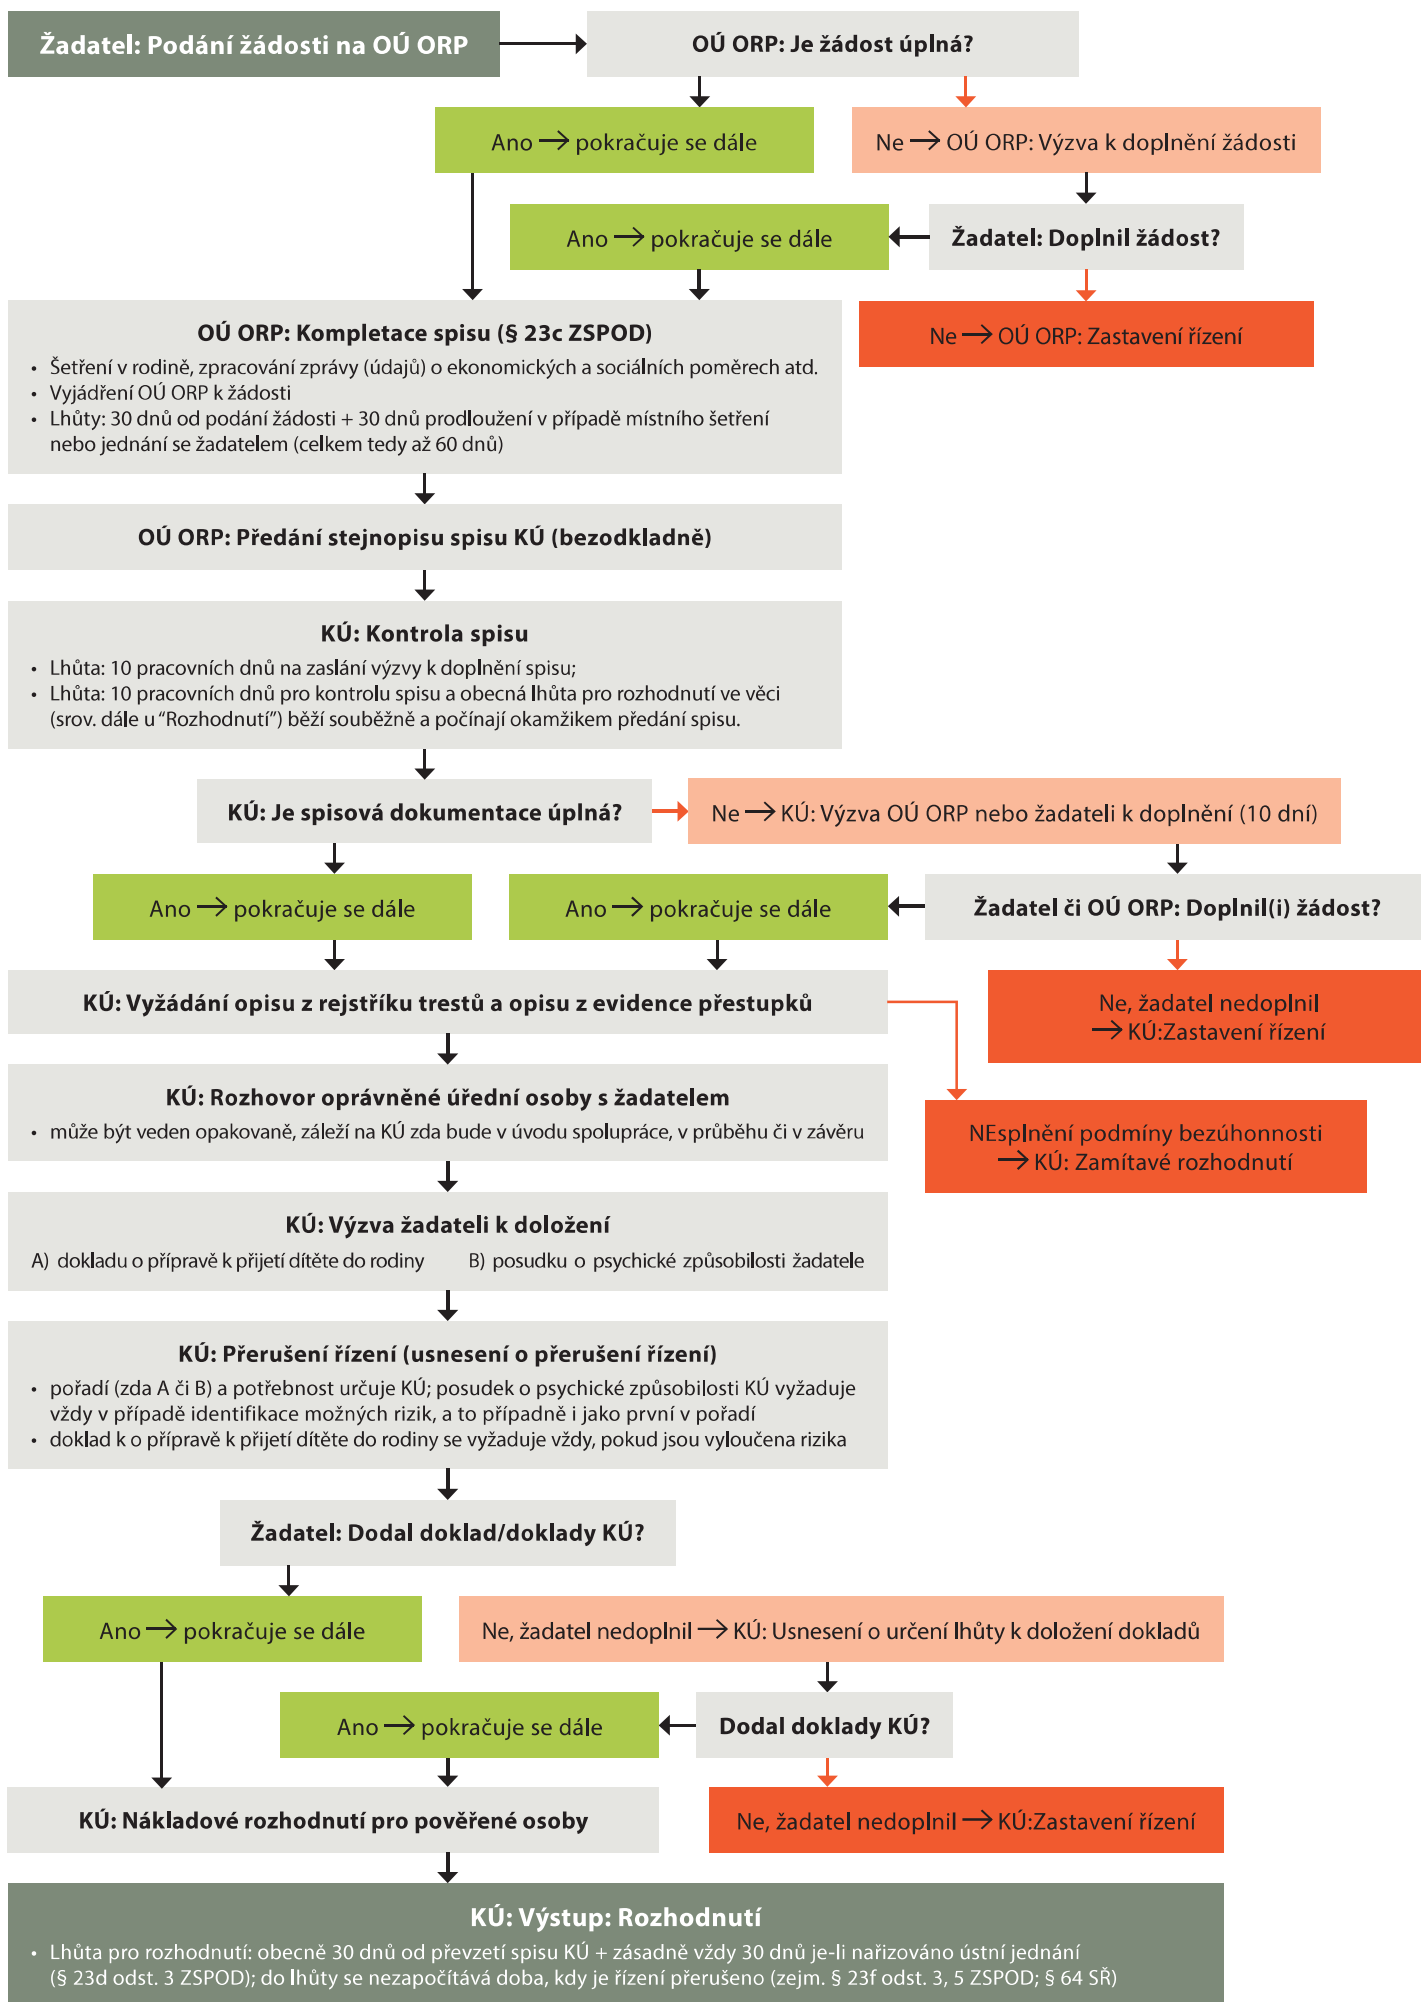 Žadatel: Podání žádosti na OÚ ORP
OÚ ORP: Je žádost úplná?
Ano → pokračuje se dále
Ne → OÚ ORP: Výzva k doplnění žádosti
Ano → pokračuje se dále
Žadatel: Doplnil žádost?
OÚ ORP: Kompletace spisu (§ 23c ZSPOD)
• Šetření v rodině, zpracování zprávy (údajů) o ekonomických a sociálních poměrech atd.
• Vyjádření OÚ ORP k žádosti
• Lhůty: 30 dnů od podání žádosti + 30 dnů prodloužení v případě místního šetření
nebo jednání se žadatelem (celkem tedy až 60 dnů)
Ne → OÚ ORP: Zastavení řízení
OÚ ORP: Předání stejnopisu spisu KÚ (bezodkladně)
KÚ: Kontrola spisu
• Lhůta: 10 pracovních dnů na zaslání výzvy k doplnění spisu;
• Lhůta: 10 pracovních dnů pro kontrolu spisu a obecná lhůta pro rozhodnutí ve věci
(srov. dále u “Rozhodnutí”) běží souběžně a počínají okamžikem předání spisu.
KÚ: Je spisová dokumentace úplná?
Ne → KÚ: Výzva OÚ ORP nebo žadateli k doplnění (10 dní)
Ano → pokračuje se dále
Ano → pokračuje se dále
Žadatel či OÚ ORP: Doplnil(i) žádost?
KÚ: Vyžádání opisu z rejstříku trestů a opisu z evidence přestupků
Ne, žadatel nedoplnil
→ KÚ:Zastavení řízení
KÚ: Rozhovor oprávněné úřední osoby s žadatelem
• může být veden opakovaně, záleží na KÚ zda bude v úvodu spolupráce, v průběhu či v závěru
NEsplnění podmíny bezúhonnosti
→ KÚ: Zamítavé rozhodnutí
KÚ: Výzva žadateli k doložení
A) dokladu o přípravě k přijetí dítěte do rodiny B) posudku o psychické způsobilosti žadatele
KÚ: Přerušení řízení (usnesení o přerušení řízení)
• pořadí (zda A či B) a potřebnost určuje KÚ; posudek o psychické způsobilosti KÚ vyžaduje
vždy v případě identifikace možných rizik, a to případně i jako první v pořadí
• doklad k o přípravě k přijetí dítěte do rodiny se vyžaduje vždy, pokud jsou vyloučena rizika
Žadatel: Dodal doklad/doklady KÚ?
Ano → pokračuje se dále
Ne, žadatel nedoplnil → KÚ: Usnesení o určení lhůty k doložení dokladů
Ano → pokračuje se dále
Dodal doklady KÚ?
KÚ: Nákladové rozhodnutí pro pověřené osoby
Ne, žadatel nedoplnil → KÚ:Zastavení řízení
KÚ: Výstup: Rozhodnutí
• Lhůta pro rozhodnutí: obecně 30 dnů od převzetí spisu KÚ + zásadně vždy 30 dnů je-li nařizováno ústní jednání
(§ 23d odst. 3 ZSPOD); do lhůty se nezapočítává doba, kdy je řízení přerušeno (zejm. § 23f odst. 3, 5 ZSPOD; § 64 SŘ)